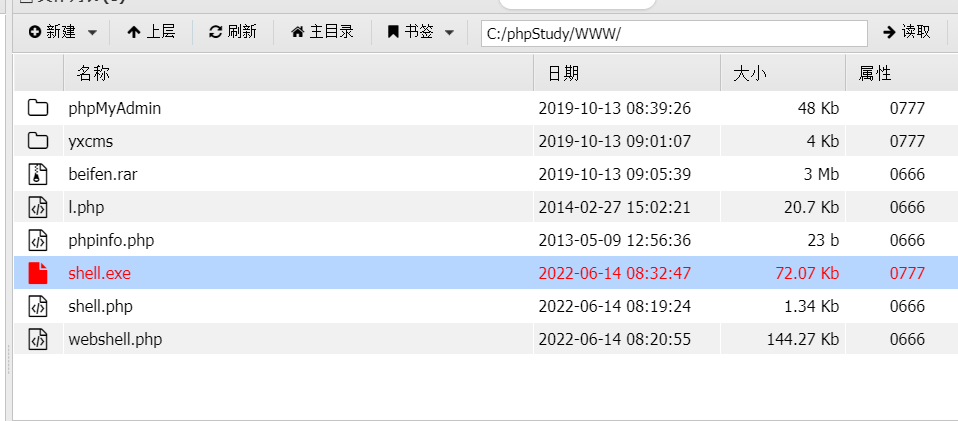 新建 上层 刷新 主目录 书签 C:/phpStudy/WWW/ 读取
名称 日期 大小 属性
phpMyAdmin 2019-10-13 08:39:26 48 Kb 0777
yxcms 2019-10-13 09:01:07 4 Kb 0777
beifen.rar 2019-10-13 09:05:39 3 Mb 0666
l.php 2014-02-27 15:02:21 20.7 Kb 0666
phpinfo.php 2013-05-09 12:56:36 23 b 0666
shell.exe 2022-06-14 08:32:47 72.07 Kb 0777
shell.php 2022-06-14 08:19:24 1.34 Kb 0666
webshell.php 2022-06-14 08:20:55 144.27 Kb 0666